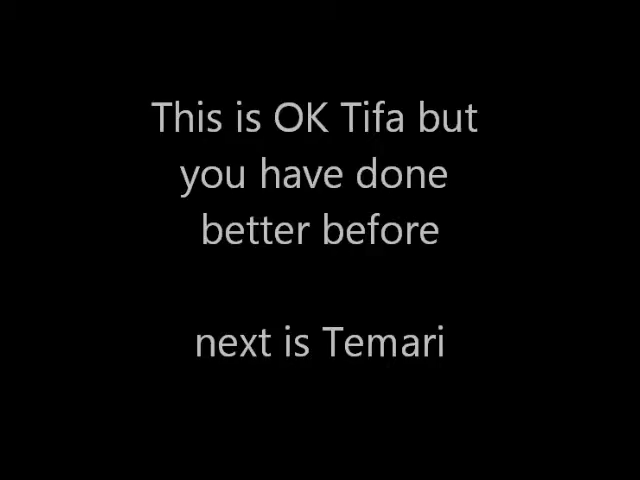 This is OK Tifa but
you have done
better before
next is Temari